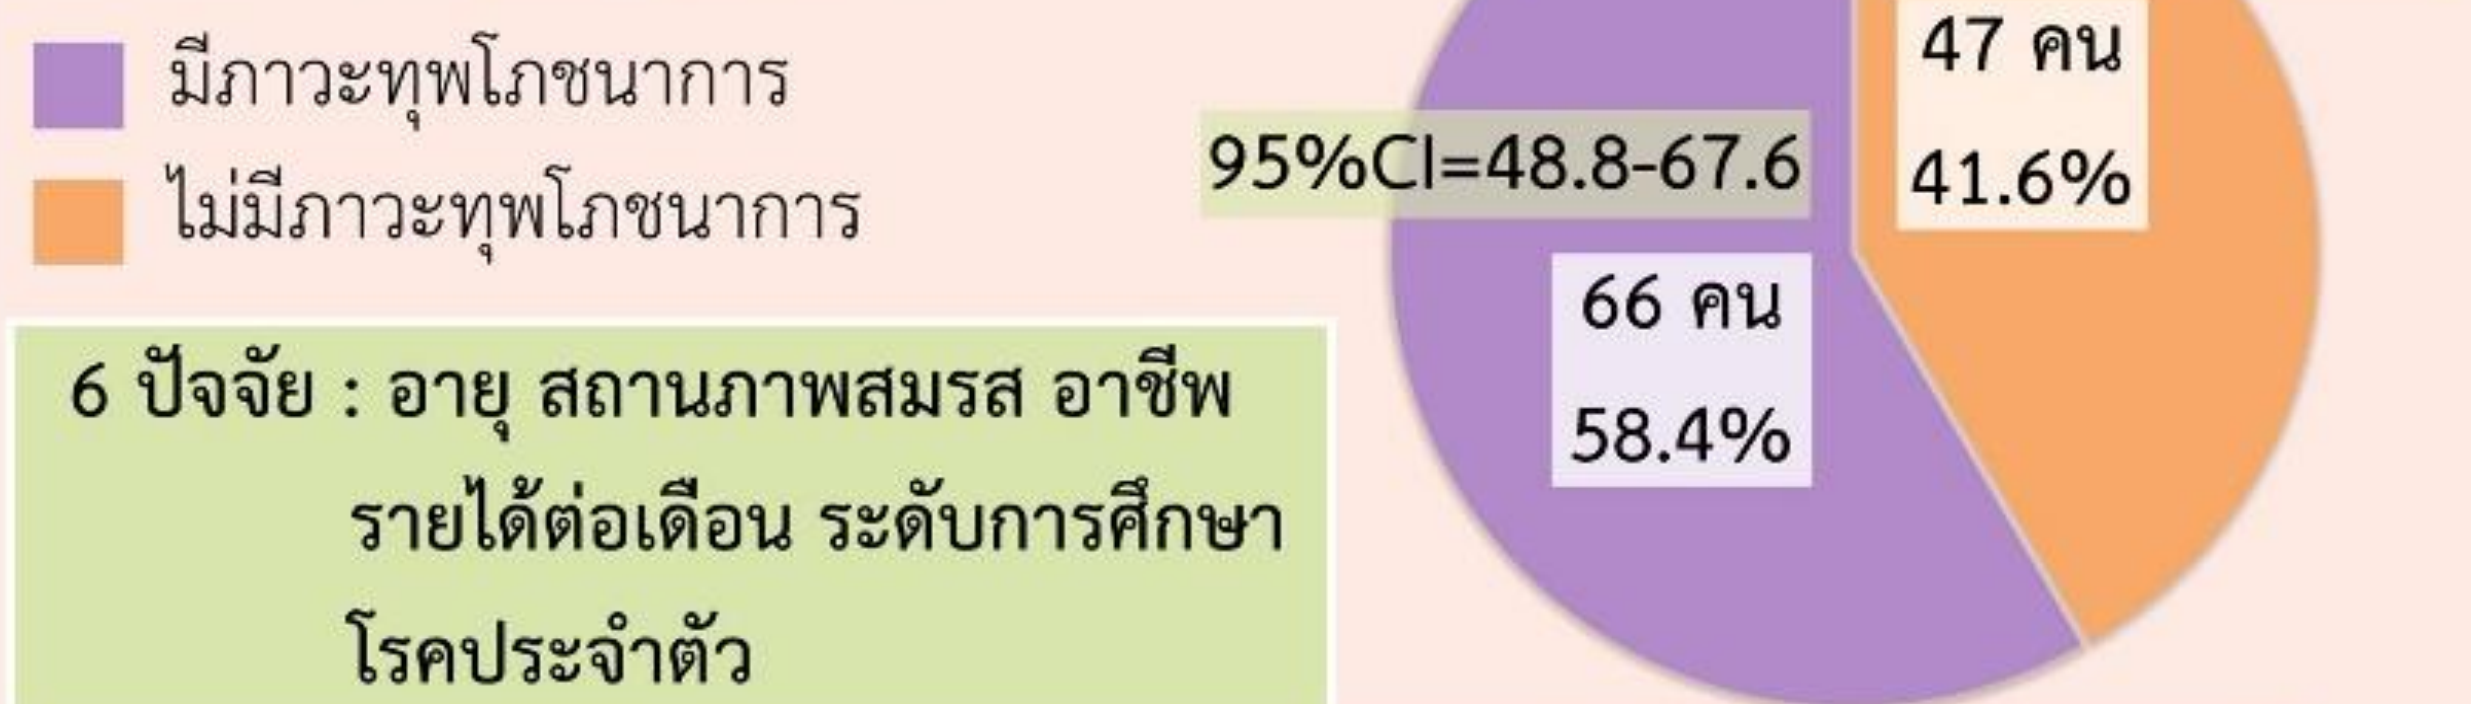 มีภาวะทุพโภชนาการ
ไม่มีภาวะทุพโภชนาการ
47 คน
41.6%
95%CI=48.8-67.6
66 คน
58.4%
6 ปัจจัย : อายุ สถานภาพสมรส อาชีพ
รายได้ต่อเดือน ระดับการศึกษา
โรคประจำตัว